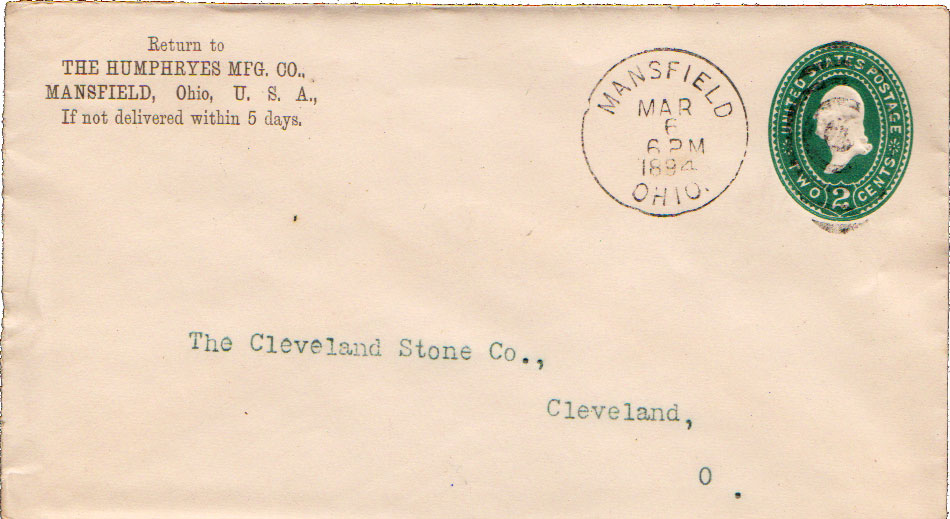 Return to
THE HUMPHRYES MFG. CO.,
MANSFIELD, Ohio, U. S. A.,
If not delivered within 5 days.
MANSFIELD
MAR
6
6 PM
1894
OHIO.
UNITED STATES POSTAGE
TWO 2 CENTS
The Cleveland Stone Co.,
Cleveland,
O.